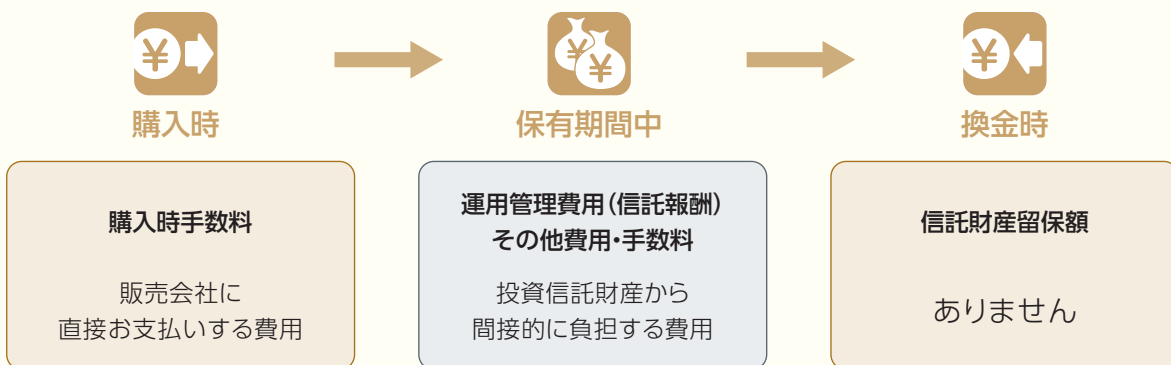 ¥
購入時
購入時手数料
販売会社に
直接お支払いする費用
¥
¥
保有期間中
運用管理費用(信託報酬)
その他費用・手数料
投資信託財産から
間接的に負担する費用
¥
換金時
信託財産留保額
ありません